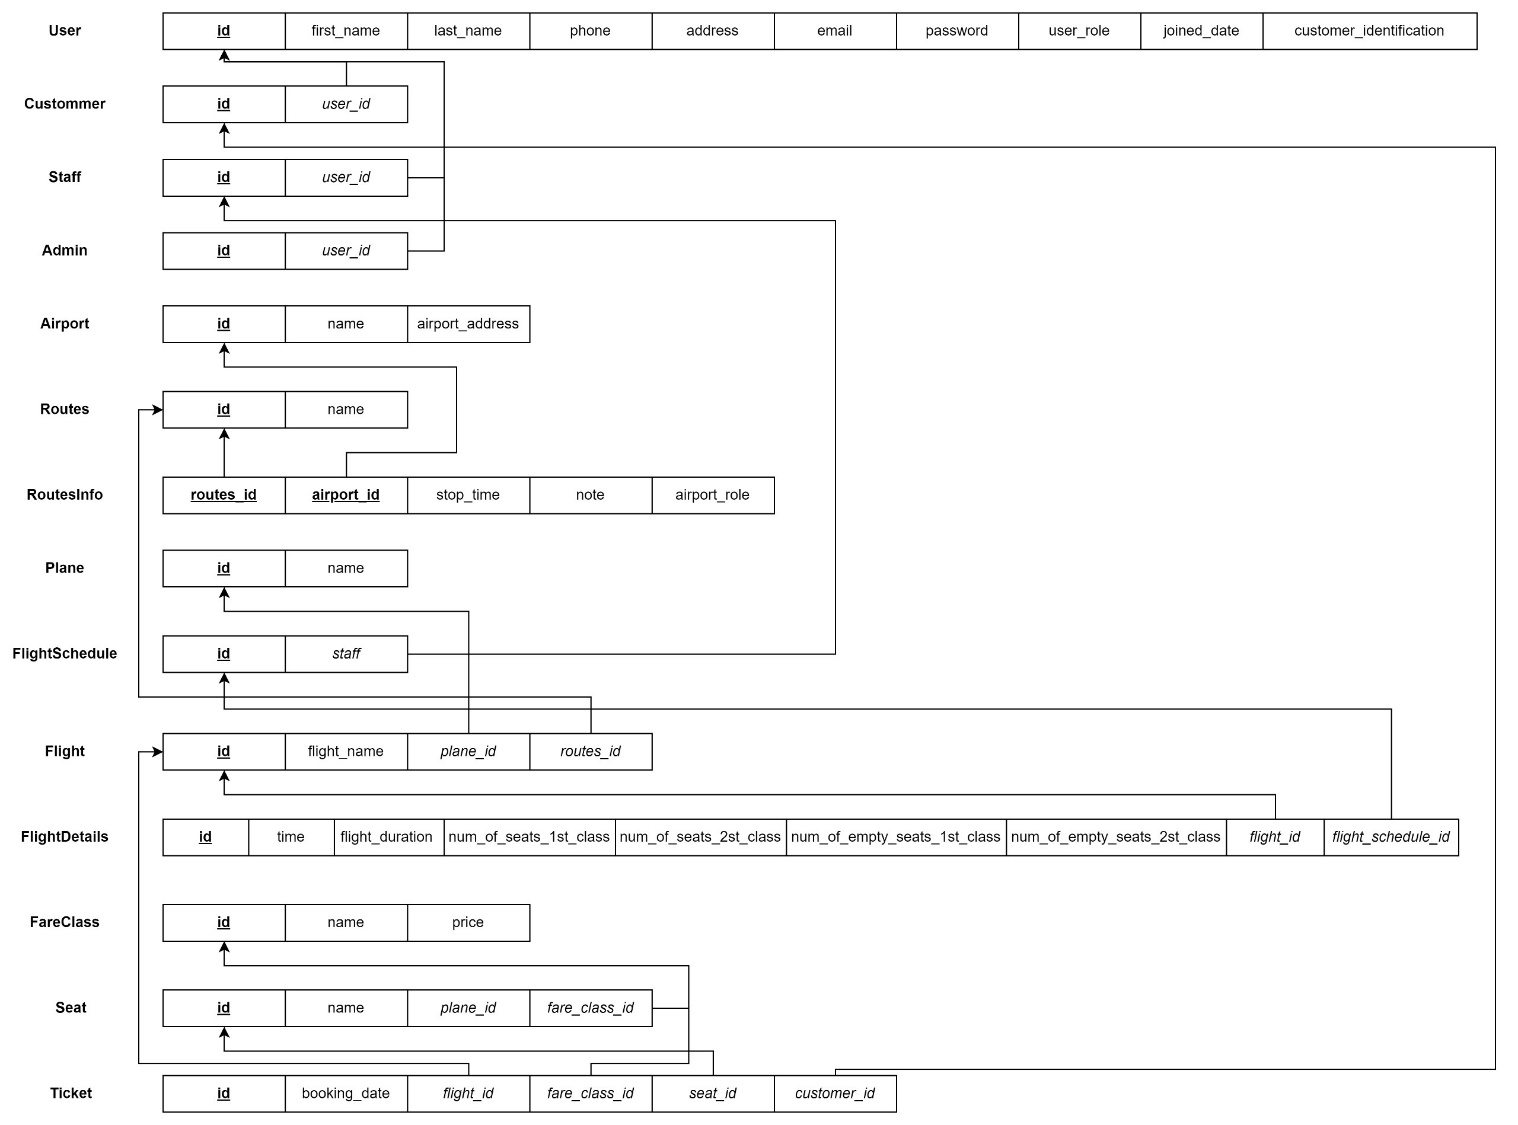 User id first_name last_name phone address email password user_role joined_date customer_identification
Custommer id user_id
Staff id user_id
Admin id user_id
Airport id name airport_address
Routes id name
RoutesInfo routes_id airport_id stop_time note airport_role
Plane id name
FlightSchedule id staff
Flight id flight_name plane_id routes_id
FlightDetails id time flight_duration num_of_seats_1st_class num_of_seats_2st_class num_of_empty_seats_1st_class num_of_empty_seats_2st_class flight_id flight_schedule_id
FareClass id name price
Seat id name plane_id fare_class_id
Ticket id booking_date flight_id fare_class_id seat_id customer_id